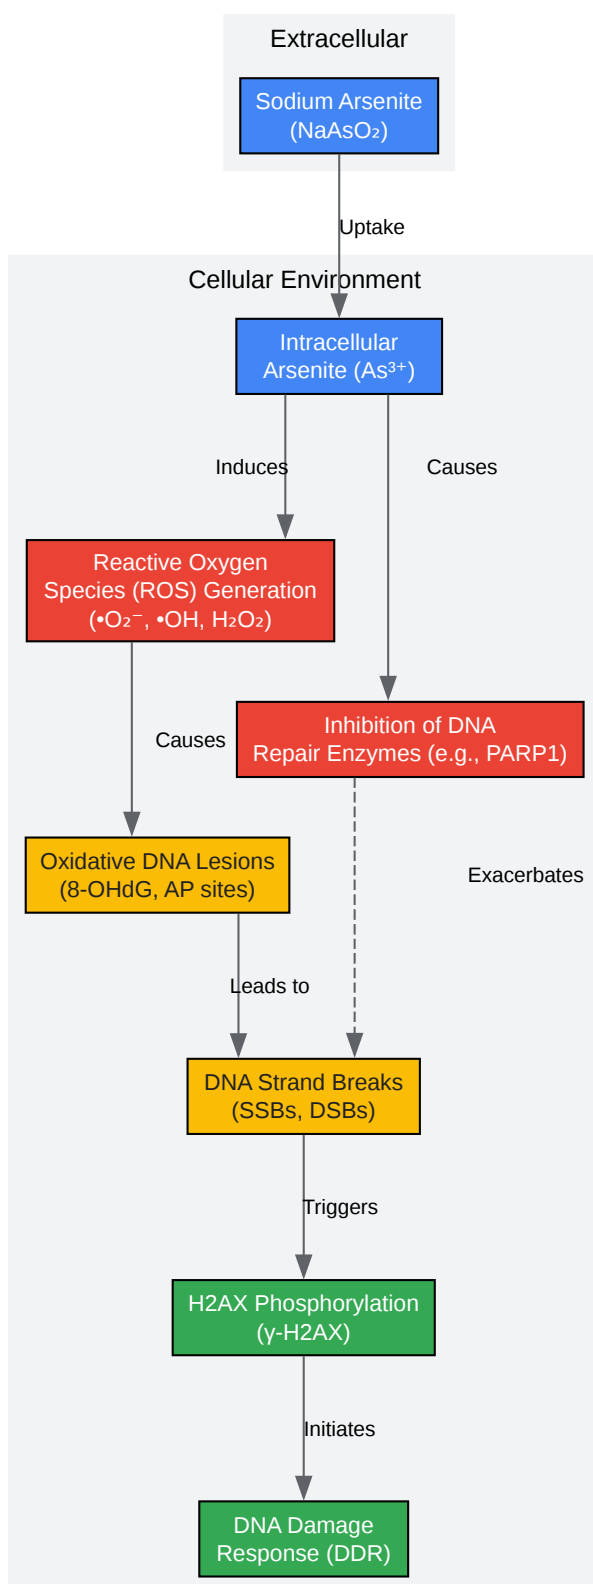 Extracellular
Sodium Arsenite
(NaAsO₂)
Uptake
Cellular Environment
Intracellular
Arsenite (As³⁺)
Induces
Causes
Reactive Oxygen
Species (ROS) Generation
(•O₂⁻, •OH, H₂O₂)
Inhibition of DNA
Repair Enzymes (e.g., PARP1)
Causes
Oxidative DNA Lesions
(8-OHdG, AP sites)
Exacerbates
Leads to
DNA Strand Breaks
(SSBs, DSBs)
Triggers
H2AX Phosphorylation
(γ-H2AX)
Initiates
DNA Damage
Response (DDR)